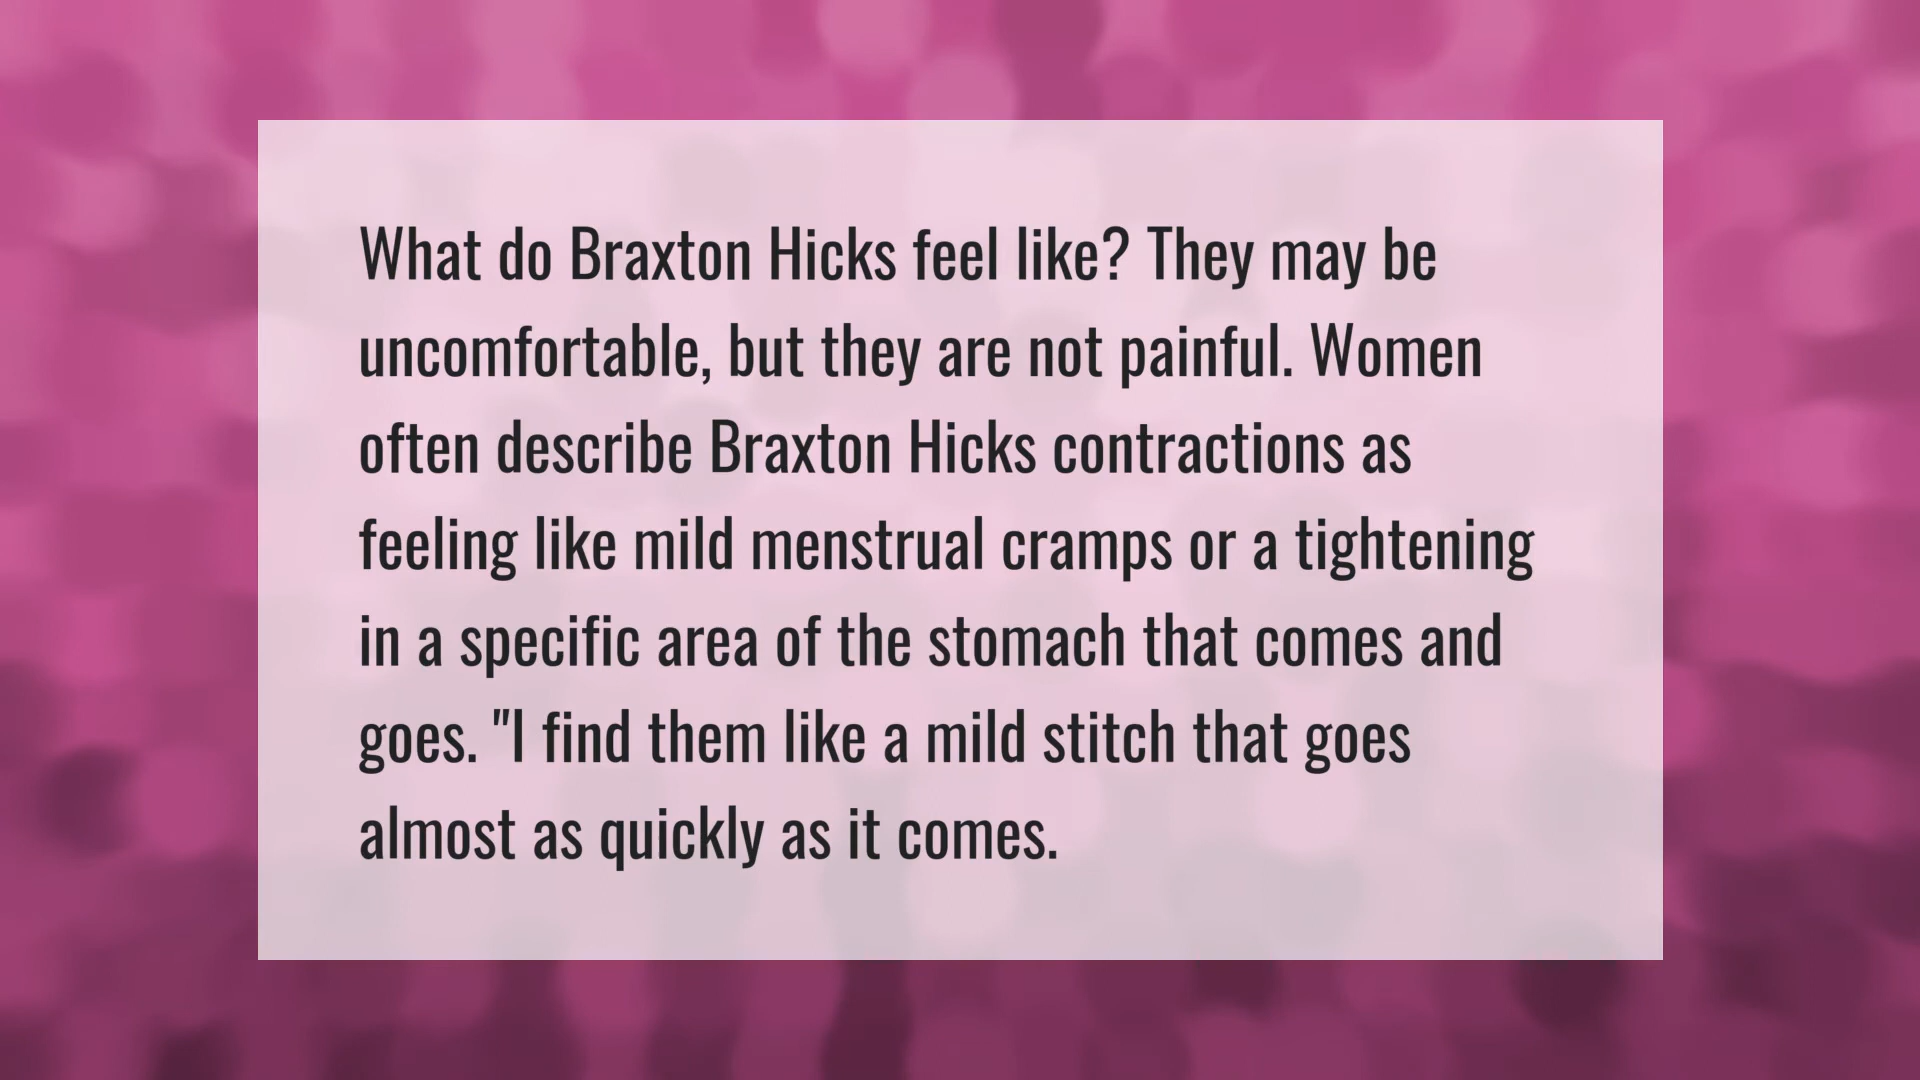 What do Braxton Hicks feel like? They may be
uncomfortable, but they are not painful. Women
often describe Braxton Hicks contractions as
feeling like mild menstrual cramps or a tightening
in a specific area of the stomach that comes and
goes. "I find them like a mild stitch that goes
almost as quickly as it comes.